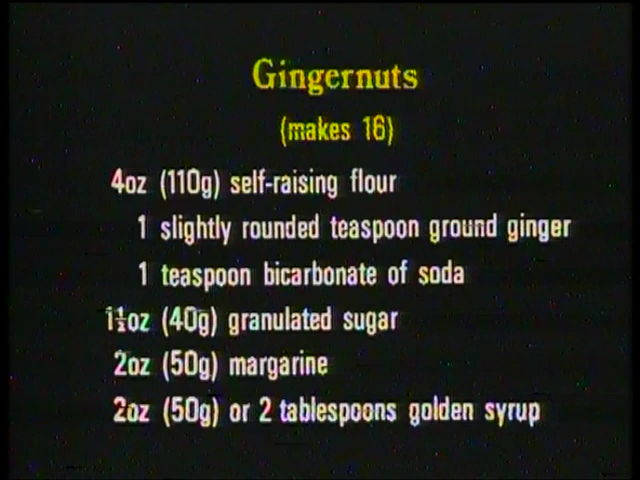 Gingernuts
(makes 16)
4oz (110g) self-raising flour
1 slightly rounded teaspoon ground ginger
1 teaspoon bicarbonate of soda
1½oz (40g) granulated sugar
2oz (50g) margarine
2oz (50g) or 2 tablespoons golden syrup